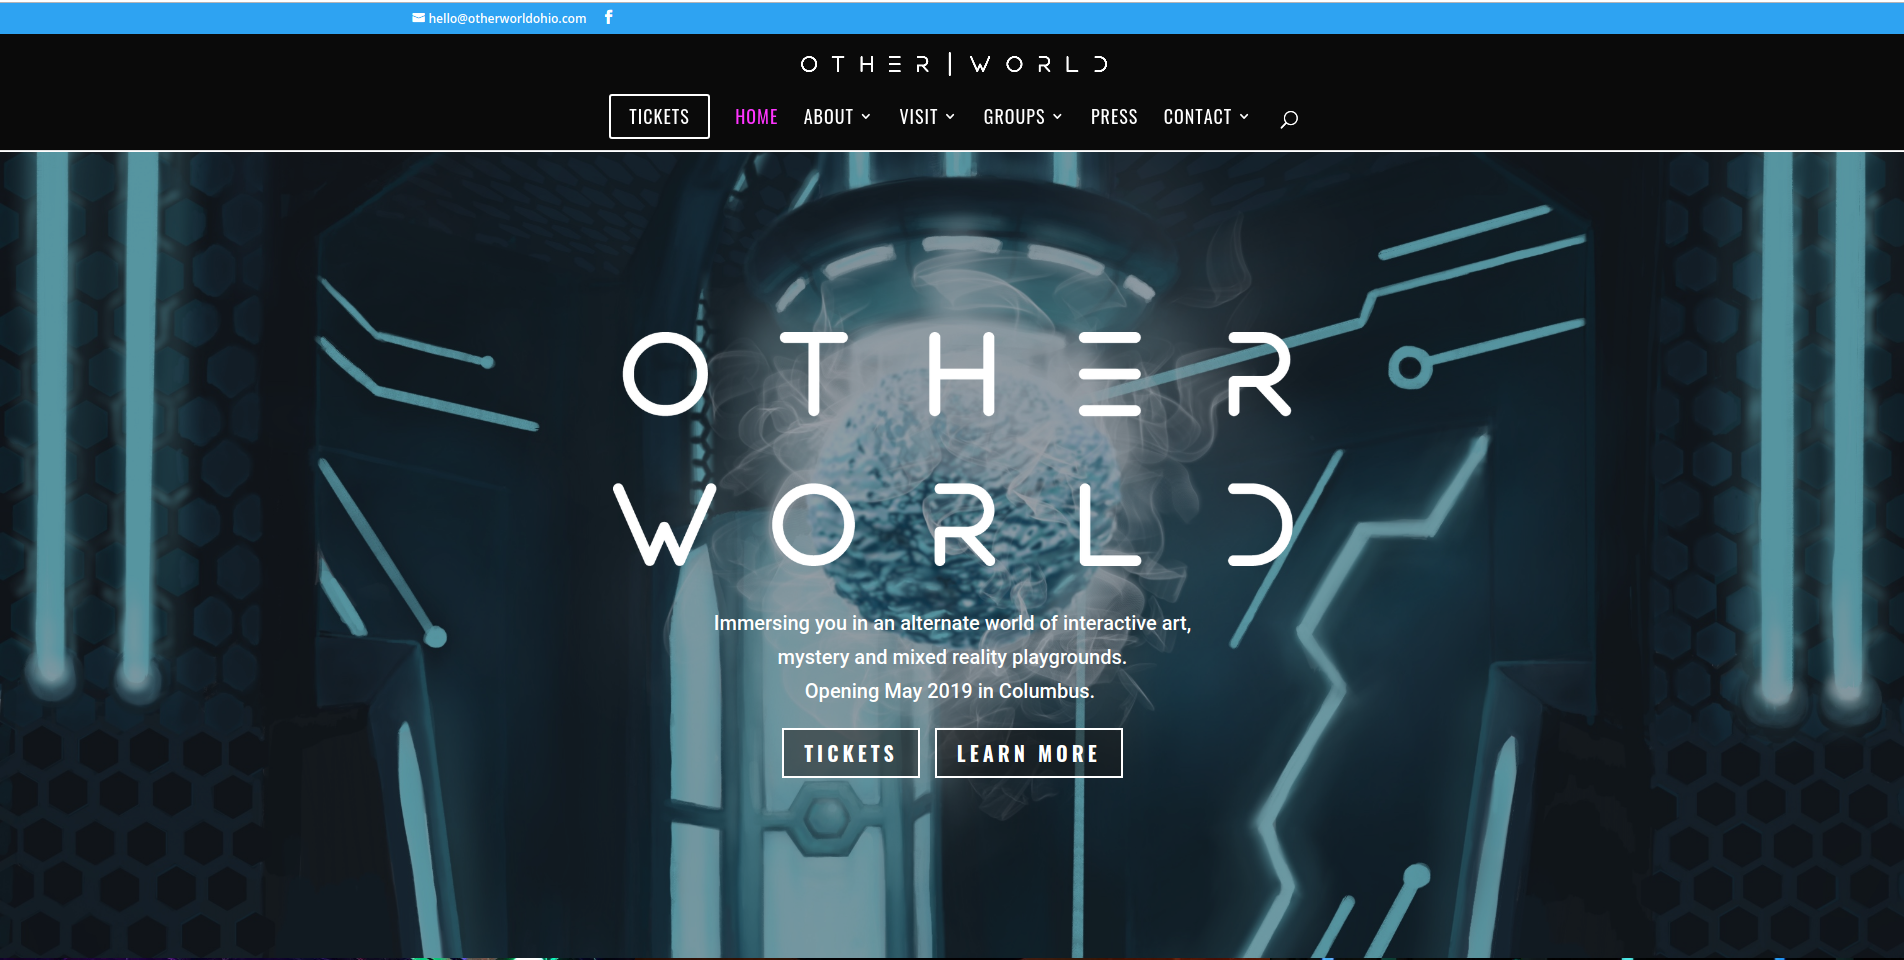 hello@otherworldohio.com
OTHER|WORLD
TICKETS HOME ABOUT VISIT GROUPS PRESS CONTACT
OTHER
WORLD
Immersing you in an alternate world of interactive art,
mystery and mixed reality playgrounds.
Opening May 2019 in Columbus.
TICKETS LEARN MORE